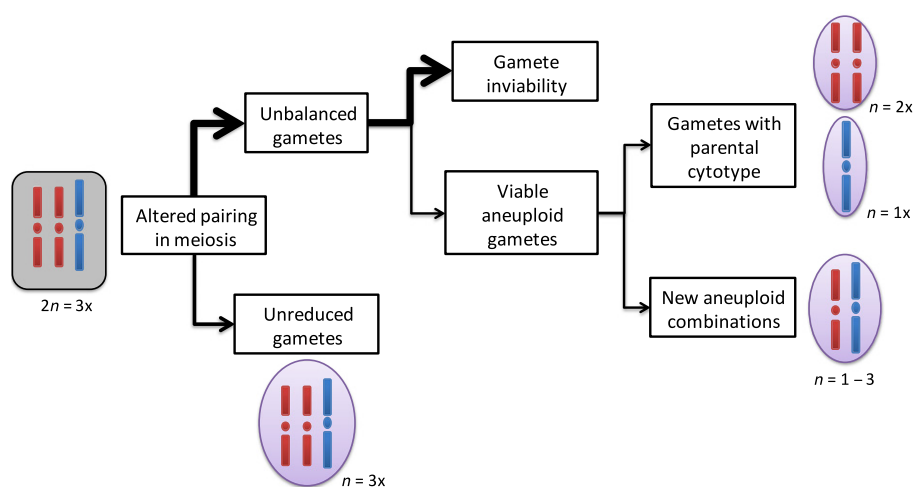 2n = 3x
Altered pairing
in meiosis
Unbalanced
gametes
Unreduced
gametes
n = 3x
Gamete
inviability
Viable
aneuploid
gametes
Gametes with
parental
cytotype
New aneuploid
combinations
n = 2x
n = 1x
n = 1 – 3